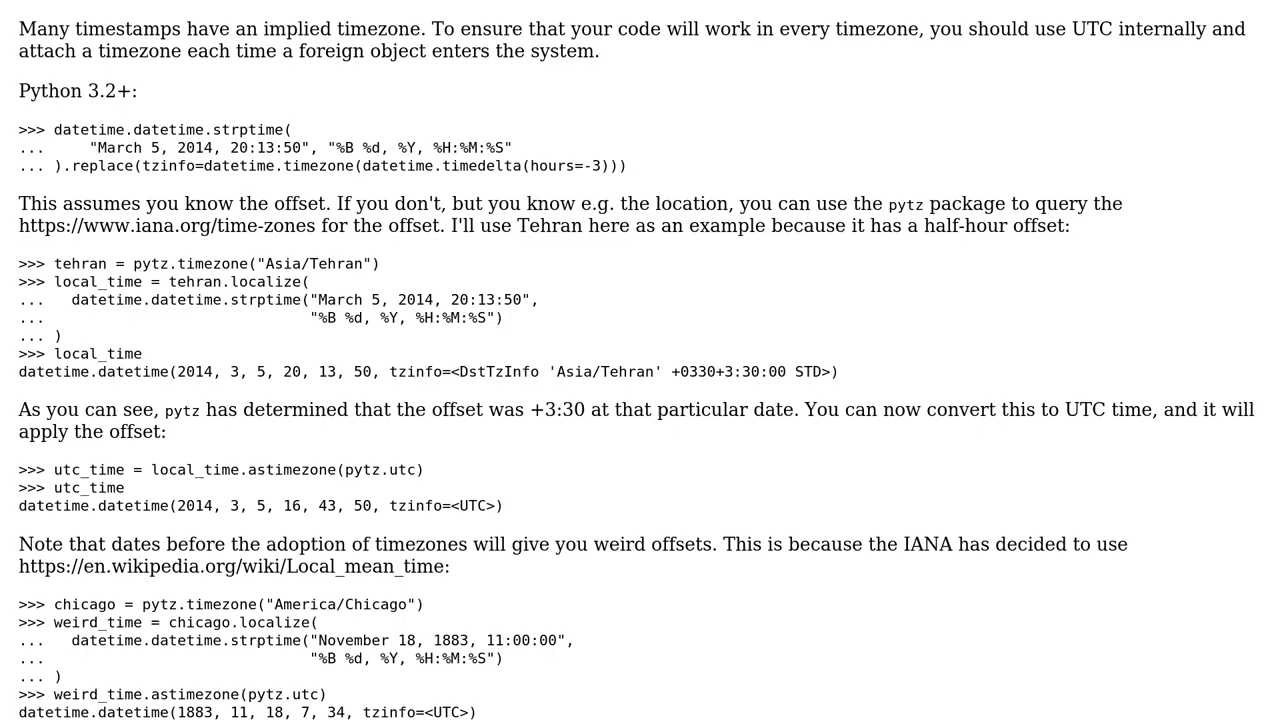 Many timestamps have an implied timezone. To ensure that your code will work in every timezone, you should use UTC internally and
attach a timezone each time a foreign object enters the system.
Python 3.2+:
>>> datetime.datetime.strptime(
...     "March 5, 2014, 20:13:50", "%B %d, %Y, %H:%M:%S"
... ).replace(tzinfo=datetime.timezone(datetime.timedelta(hours=-3)))
This assumes you know the offset. If you don't, but you know e.g. the location, you can use the pytz package to query the
https://www.iana.org/time-zones for the offset. I'll use Tehran here as an example because it has a half-hour offset:
>>> tehran = pytz.timezone("Asia/Tehran")
>>> local_time = tehran.localize(
...   datetime.datetime.strptime("March 5, 2014, 20:13:50",
...                              "%B %d, %Y, %H:%M:%S")
... )
>>> local_time
datetime.datetime(2014, 3, 5, 20, 13, 50, tzinfo=<DstTzInfo 'Asia/Tehran' +0330+3:30:00 STD>)
As you can see, pytz has determined that the offset was +3:30 at that particular date. You can now convert this to UTC time, and it will
apply the offset:
>>> utc_time = local_time.astimezone(pytz.utc)
>>> utc_time
datetime.datetime(2014, 3, 5, 16, 43, 50, tzinfo=<UTC>)
Note that dates before the adoption of timezones will give you weird offsets. This is because the IANA has decided to use
https://en.wikipedia.org/wiki/Local_mean_time:
>>> chicago = pytz.timezone("America/Chicago")
>>> weird_time = chicago.localize(
...   datetime.datetime.strptime("November 18, 1883, 11:00:00",
...                              "%B %d, %Y, %H:%M:%S")
... )
>>> weird_time.astimezone(pytz.utc)
datetime.datetime(1883, 11, 18, 7, 34, tzinfo=<UTC>)